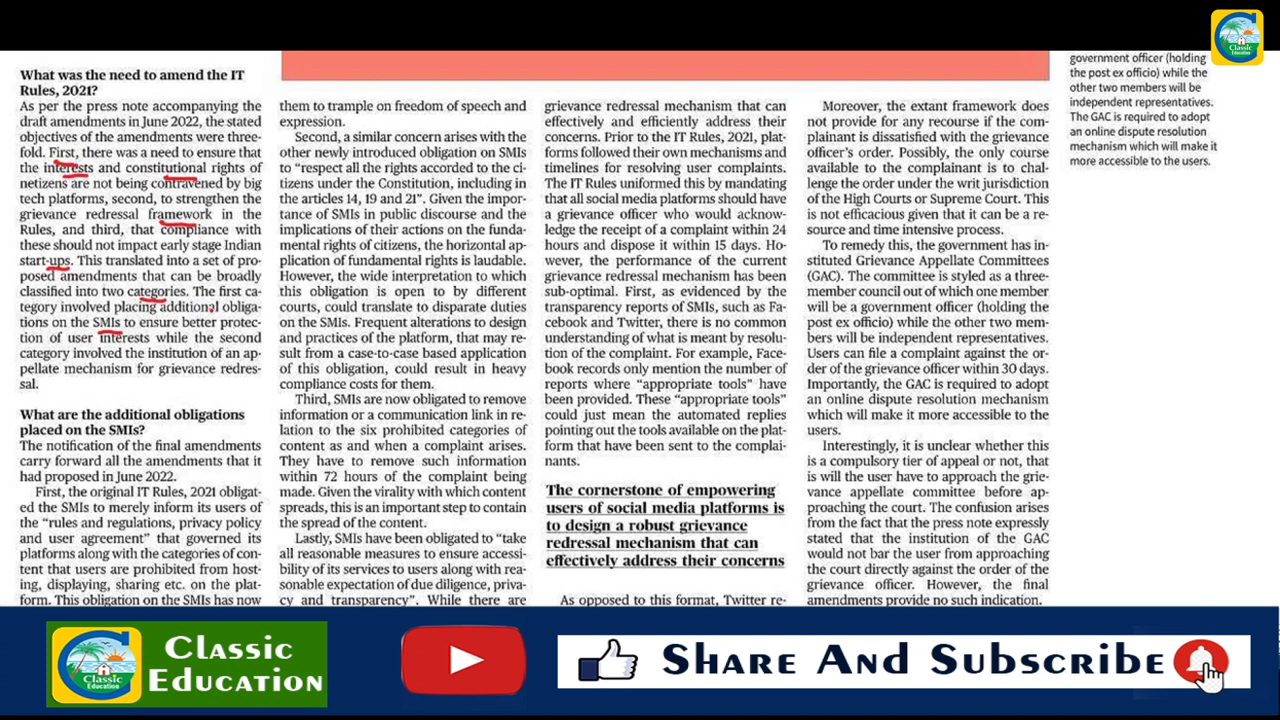 What was the need to amend the IT
Rules, 2021?
As per the press note accompanying the
draft amendments in June 2022, the stated
objectives of the amendments were three-
fold. First, there was a need to ensure that
the interests and constitutional rights of
netizens are not being contravened by big
tech platforms, second, to strengthen the
grievance redressal framework in the
Rules, and third, that compliance with
these should not impact early stage Indian
start-ups. This translated into a set of pro-
posed amendments that can be broadly
classified into two categories. The first ca-
tegory involved placing additional obliga-
tions on the SMIs to ensure better protec-
tion of user interests while the second
category involved the institution of an ap-
pellate mechanism for grievance redres-
sal.
What are the additional obligations
placed on the SMIs?
The notification of the final amendments
carry forward all the amendments that it
had proposed in June 2022.
First, the original IT Rules, 2021 obligat-
ed the SMIs to merely inform its users of
the “rules and regulations, privacy policy
and user agreement” that governed its
platforms along with the categories of con-
tent that users are prohibited from host-
ing, displaying, sharing etc. on the plat-
form. This obligation on the SMIs has now
them to trample on freedom of speech and
expression.
Second, a similar concern arises with the
other newly introduced obligation on SMIs
to “respect all the rights accorded to the ci-
tizens under the Constitution, including in
the articles 14, 19 and 21”. Given the impor-
tance of SMIs in public discourse and the
implications of their actions on the funda-
mental rights of citizens, the horizontal ap-
plication of fundamental rights is laudable.
However, the wide interpretation to which
this obligation is open to by different
courts, could translate to disparate duties
on the SMIs. Frequent alterations to design
and practices of the platform, that may re-
sult from a case-to-case based application
of this obligation, could result in heavy
compliance costs for them.
Third, SMIs are now obligated to remove
information or a communication link in re-
lation to the six prohibited categories of
content as and when a complaint arises.
They have to remove such information
within 72 hours of the complaint being
made. Given the virality with which content
spreads, this is an important step to contain
the spread of the content.
Lastly, SMIs have been obligated to “take
all reasonable measures to ensure accessi-
bility of its services to users along with rea-
sonable expectation of due diligence, priva-
cy and transparency”. While there are
grievance redressal mechanism that can
effectively and efficiently address their
concerns. Prior to the IT Rules, 2021, plat-
forms followed their own mechanisms and
timelines for resolving user complaints.
The IT Rules uniformed this by mandating
that all social media platforms should have
a grievance officer who would acknow-
ledge the receipt of a complaint within 24
hours and dispose it within 15 days. Ho-
wever, the performance of the current
grievance redressal mechanism has been
sub-optimal. First, as evidenced by the
transparency reports of SMIs, such as Fa-
cebook and Twitter, there is no common
understanding of what is meant by resolu-
tion of the complaint. For example, Face-
book records only mention the number of
reports where “appropriate tools” have
been provided. These “appropriate tools”
could just mean the automated replies
pointing out the tools available on the plat-
form that have been sent to the complai-
nants.
The cornerstone of empowering
users of social media platforms is
to design a robust grievance
redressal mechanism that can
effectively address their concerns
As opposed to this format, Twitter re-
Moreover, the extant framework does
not provide for any recourse if the com-
plainant is dissatisfied with the grievance
officer’s order. Possibly, the only course
available to the complainant is to chal-
lenge the order under the writ jurisdiction
of the High Courts or Supreme Court. This
is not efficacious given that it can be a re-
source and time intensive process.
To remedy this, the government has in-
stituted Grievance Appellate Committees
(GAC). The committee is styled as a three-
member council out of which one member
will be a government officer (holding the
post ex officio) while the other two mem-
bers will be independent representatives.
Users can file a complaint against the or-
der of the grievance officer within 30 days.
Importantly, the GAC is required to adopt
an online dispute resolution mechanism
which will make it more accessible to the
users.
Interestingly, it is unclear whether this
is a compulsory tier of appeal or not, that
is will the user have to approach the grie-
vance appellate committee before ap-
proaching the court. The confusion arises
from the fact that the press note expressly
stated that the institution of the GAC
would not bar the user from approaching
the court directly against the order of the
grievance officer. However, the final
amendments provide no such indication.
government officer (holding
the post ex officio) while the
other two members will be
independent representatives.
The GAC is required to adopt
an online dispute resolution
mechanism which will make it
more accessible to the users.
Classic
Education
Classic
Education
Classic
Education
Share And Subscribe